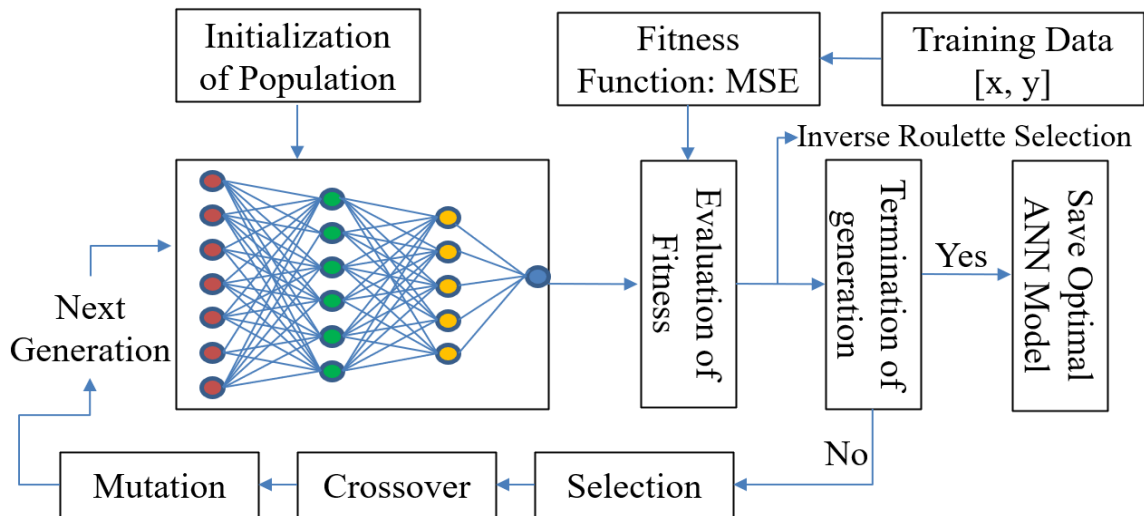 Initialization
of Population
Fitness
Function: MSE
Training Data
[x, y]
Inverse Roulette Selection
Evaluation of
Fitness
Termination of
generation
Yes
Save Optimal
ANN Model
Next
Generation
No
Mutation
Crossover
Selection